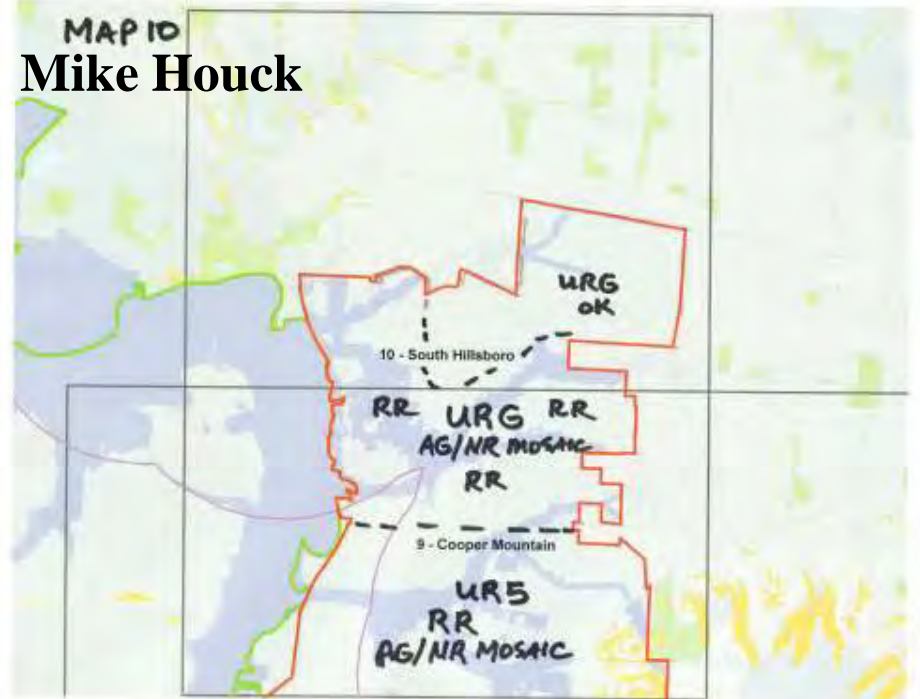 MAP 10
Mike Houck
URG
OK
10 - South Hillsboro
RR URG RR
AG/NR MOSAIC
RR
9 - Cooper Mountain
UR5
RR
AG/NR MOSAIC